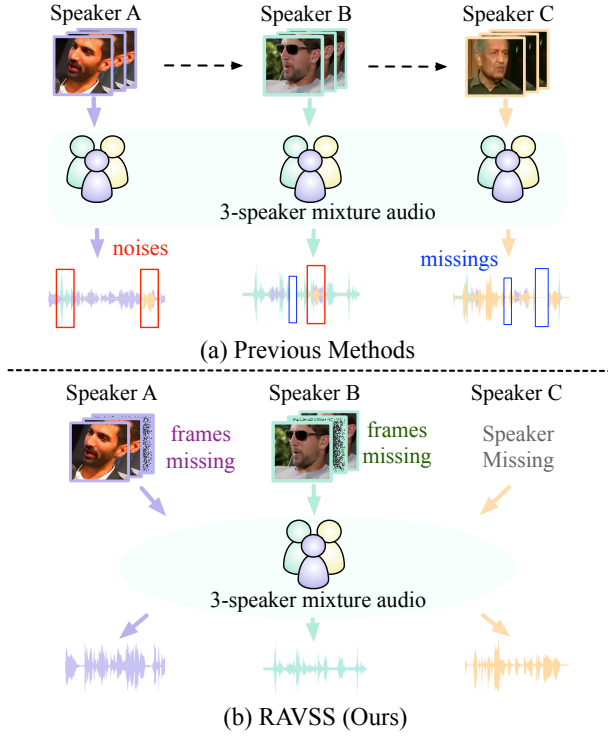 Speaker A
Speaker B
Speaker C
3-speaker mixture audio
noises
missings
(a) Previous Methods
Speaker A
Speaker B
Speaker C
frames
missing
frames
missing
Speaker
Missing
3-speaker mixture audio
(b) RAVSS (Ours)